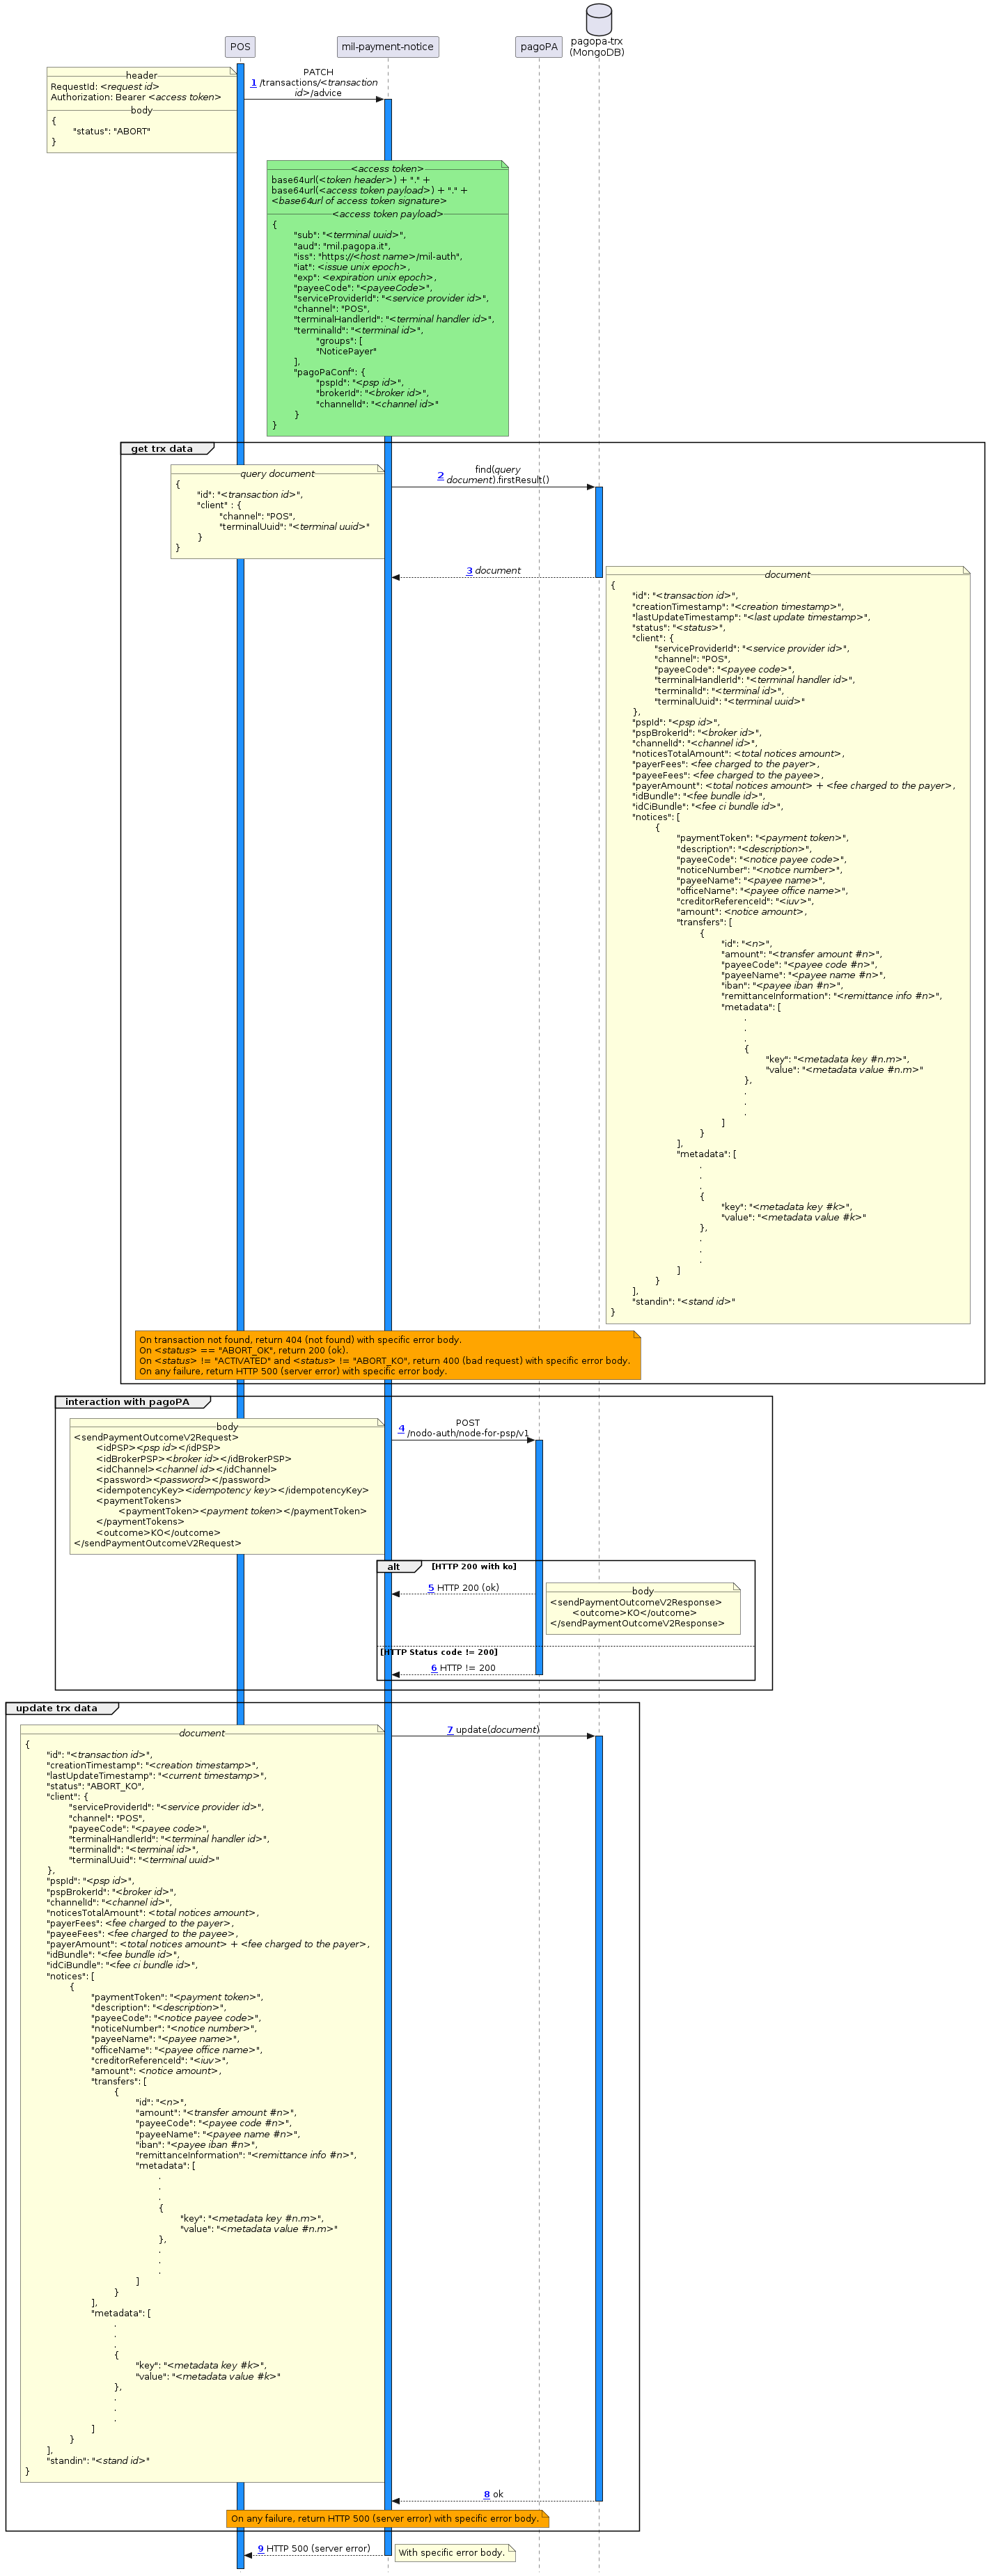 pagopa-trx
(MongoDB)
POS
mil-payment-notice
pagoPA
header
RequestId: <request id>
Authorization: Bearer <access token>
body
{
"status": "ABORT"
}
1
PATCH
/transactions/<transaction
id>/advice
<access token>
base64url(<token header>) + "." +
base64url(<access token payload>) + "." +
<base64url of access token signature>
<access token payload>
{
"sub": "<terminal uuid>",
"aud": "mil.pagopa.it",
"iss": "https://<host name>/mil-auth",
"iat": <issue unix epoch>,
"exp": <expiration unix epoch>,
"payeeCode": "<payeeCode>",
"serviceProviderId": "<service provider id>",
"channel": "POS",
"terminalHandlerId": "<terminal handler id>",
"terminalId": "<terminal id>",
"groups": [
"NoticePayer"
],
"pagoPaConf": {
"pspId": "<psp id>",
"brokerId": "<broker id>",
"channelId": "<channel id>"
}
}
get trx data
query document
{
"id": "<transaction id>",
"client" : {
"channel": "POS",
"terminalUuid": "<terminal uuid>"
}
}
2
find(query
document).firstResult()
3 document
document
{
"id": "<transaction id>",
"creationTimestamp": "<creation timestamp>",
"lastUpdateTimestamp": "<last update timestamp>",
"status": "<status>",
"client": {
"serviceProviderId": "<service provider id>",
"channel": "POS",
"payeeCode": "<payee code>",
"terminalHandlerId": "<terminal handler id>",
"terminalId": "<terminal id>",
"terminalUuid": "<terminal uuid>"
},
"pspId": "<psp id>",
"pspBrokerId": "<broker id>",
"channelId": "<channel id>",
"noticesTotalAmount": <total notices amount>,
"payerFees": <fee charged to the payer>,
"payeeFees": <fee charged to the payee>,
"payerAmount": <total notices amount> + <fee charged to the payer>,
"idBundle": "<fee bundle id>",
"idCiBundle": "<fee ci bundle id>",
"notices": [
{
"paymentToken": "<payment token>",
"description": "<description>",
"payeeCode": "<notice payee code>",
"noticeNumber": "<notice number>",
"payeeName": "<payee name>",
"officeName": "<payee office name>",
"creditorReferenceId": "<iuv>",
"amount": <notice amount>,
"transfers": [
{
"id": "<n>",
"amount": "<transfer amount #n>",
"payeeCode": "<payee code #n>",
"payeeName": "<payee name #n>",
"iban": "<payee iban #n>",
"remittanceInformation": "<remittance info #n>",
"metadata": [
.
.
.
{
"key": "<metadata key #n.m>",
"value": "<metadata value #n.m>"
},
.
.
.
]
}
],
"metadata": [
.
.
.
{
"key": "<metadata key #k>",
"value": "<metadata value #k>"
},
.
.
.
]
}
],
"standin": "<stand id>"
}
On transaction not found, return 404 (not found) with specific error body.
On <status> == "ABORT_OK", return 200 (ok).
On <status> != "ACTIVATED" and <status> != "ABORT_KO", return 400 (bad request) with specific error body.
On any failure, return HTTP 500 (server error) with specific error body.
interaction with pagoPA
body
<sendPaymentOutcomeV2Request>
<idPSP><psp id></idPSP>
<idBrokerPSP><broker id></idBrokerPSP>
<idChannel><channel id></idChannel>
<password><password></password>
<idempotencyKey><idempotency key></idempotencyKey>
<paymentTokens>
<paymentToken><payment token></paymentToken>
</paymentTokens>
<outcome>KO</outcome>
</sendPaymentOutcomeV2Request>
4
POST
/nodo-auth/node-for-psp/v1
alt
[HTTP 200 with ko]
5 HTTP 200 (ok)
body
<sendPaymentOutcomeV2Response>
<outcome>KO</outcome>
</sendPaymentOutcomeV2Response>
[HTTP Status code != 200]
6 HTTP != 200
update trx data
document
{
"id": "<transaction id>",
"creationTimestamp": "<creation timestamp>",
"lastUpdateTimestamp": "<current timestamp>",
"status": "ABORT_KO",
"client": {
"serviceProviderId": "<service provider id>",
"channel": "POS",
"payeeCode": "<payee code>",
"terminalHandlerId": "<terminal handler id>",
"terminalId": "<terminal id>",
"terminalUuid": "<terminal uuid>"
},
"pspId": "<psp id>",
"pspBrokerId": "<broker id>",
"channelId": "<channel id>",
"noticesTotalAmount": <total notices amount>,
"payerFees": <fee charged to the payer>,
"payeeFees": <fee charged to the payee>,
"payerAmount": <total notices amount> + <fee charged to the payer>,
"idBundle": "<fee bundle id>",
"idCiBundle": "<fee ci bundle id>",
"notices": [
{
"paymentToken": "<payment token>",
"description": "<description>",
"payeeCode": "<notice payee code>",
"noticeNumber": "<notice number>",
"payeeName": "<payee name>",
"officeName": "<payee office name>",
"creditorReferenceId": "<iuv>",
"amount": <notice amount>,
"transfers": [
{
"id": "<n>",
"amount": "<transfer amount #n>",
"payeeCode": "<payee code #n>",
"payeeName": "<payee name #n>",
"iban": "<payee iban #n>",
"remittanceInformation": "<remittance info #n>",
"metadata": [
.
.
.
{
"key": "<metadata key #n.m>",
"value": "<metadata value #n.m>"
},
.
.
.
]
}
],
"metadata": [
.
.
.
{
"key": "<metadata key #k>",
"value": "<metadata value #k>"
},
.
.
.
]
}
],
"standin": "<stand id>"
}
7 update(document)
8 ok
On any failure, return HTTP 500 (server error) with specific error body.
9 HTTP 500 (server error)
With specific error body.